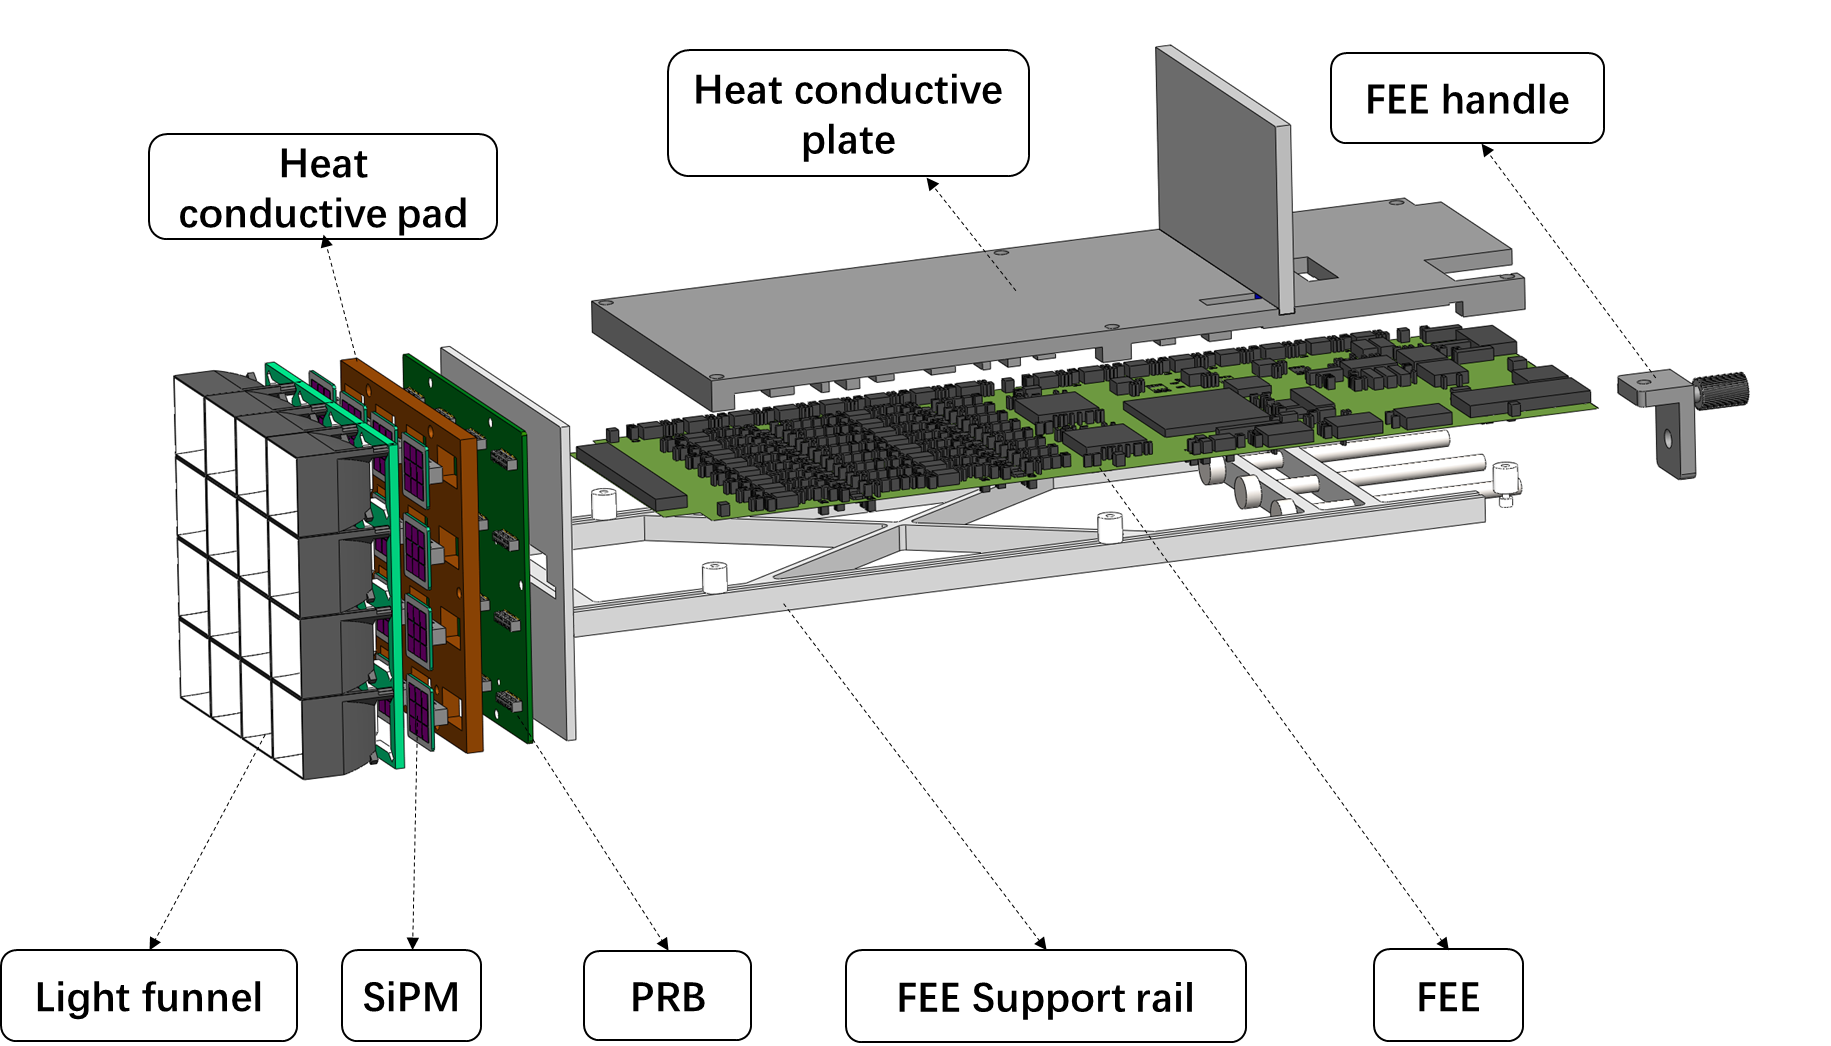 Heat conductive
plate
FEE handle
Heat
conductive pad
Light funnel
SiPM
PRB
FEE Support rail
FEE